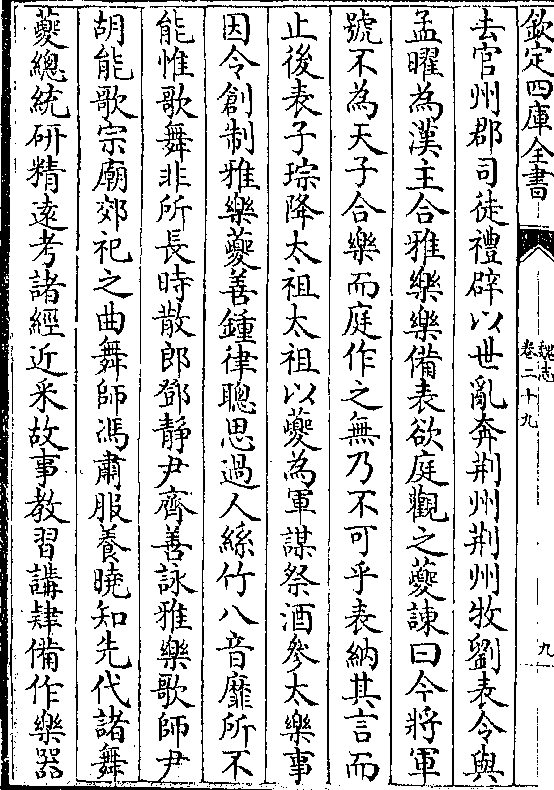 欽定四庫全書
魏志
卷二十九
九
去官州郡司徒禮辟以世亂奔荆州荆州牧劉表令與
孟曜為漢主合雅樂樂備表欲庭觀之夔諫曰今將軍
號不為天子合樂而庭作之無乃不可乎表納其言而
止後表子琮降太祖太祖以夔為軍謀祭酒參太樂事
因令創制雅樂夔善鍾律聰思過人絲竹八音靡所不
能惟歌舞非所長時散郎鄧静尹齊善詠雅樂歌師尹
胡能歌宗廟郊祀之曲舞師馮肅服養曉知先代諸舞
夔總統研精逺考諸經近采故事教習講肄備作樂器